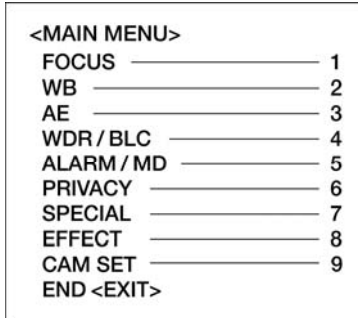 <MAIN MENU>
FOCUS 1
WB 2
AE 3
WDR / BLC 4
ALARM / MD 5
PRIVACY 6
SPECIAL 7
EFFECT 8
CAM SET 9
END <EXIT>